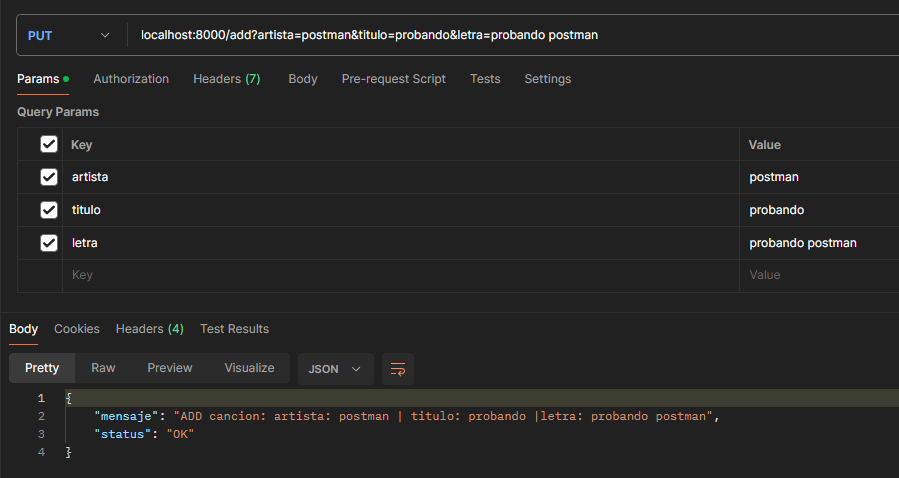 PUT localhost:8000/add?artista=postman&titulo=probando&letra=probando postman
Params Authorization Headers (7) Body Pre-request Script Tests Settings
Query Params
Key Value
artista postman
titulo probando
letra probando postman
Key Value
Body Cookies Headers (4) Test Results
Pretty Raw Preview Visualize JSON
1 {
2 "mensaje": "ADD cancion: artista: postman | titulo: probando |letra: probando postman",
3 "status": "OK"
4 }